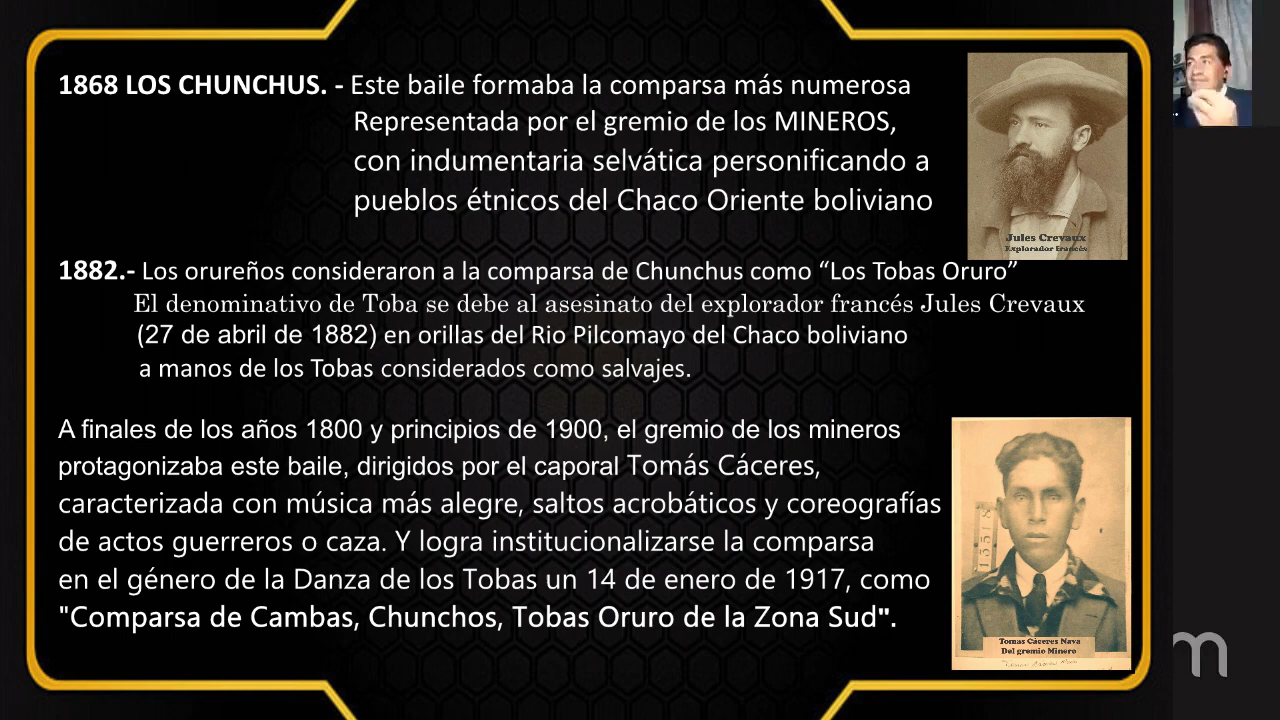 1868 LOS CHUNCHUS. - Este baile formaba la comparsa más numerosa
Representada por el gremio de los MINEROS,
con indumentaria selvática personificando a
pueblos étnicos del Chaco Oriente boliviano
Jules Crevaux
Explorador francés
1882.- Los orureños consideraron a la comparsa de Chunchus como “Los Tobas Oruro”
El denominativo de Toba se debe al asesinato del explorador francés Jules Crevaux
(27 de abril de 1882) en orillas del Rio Pilcomayo del Chaco boliviano
a manos de los Tobas considerados como salvajes.
A finales de los años 1800 y principios de 1900, el gremio de los mineros
protagonizaba este baile, dirigidos por el caporal Tomás Cáceres,
caracterizada con música más alegre, saltos acrobáticos y coreografías
de actos guerreros o caza. Y logra institucionalizarse la comparsa
en el género de la Danza de los Tobas un 14 de enero de 1917, como
"Comparsa de Cambas, Chunchos, Tobas Oruro de la Zona Sud".
Tomas Cáceres Nava
Del gremio Minero
m